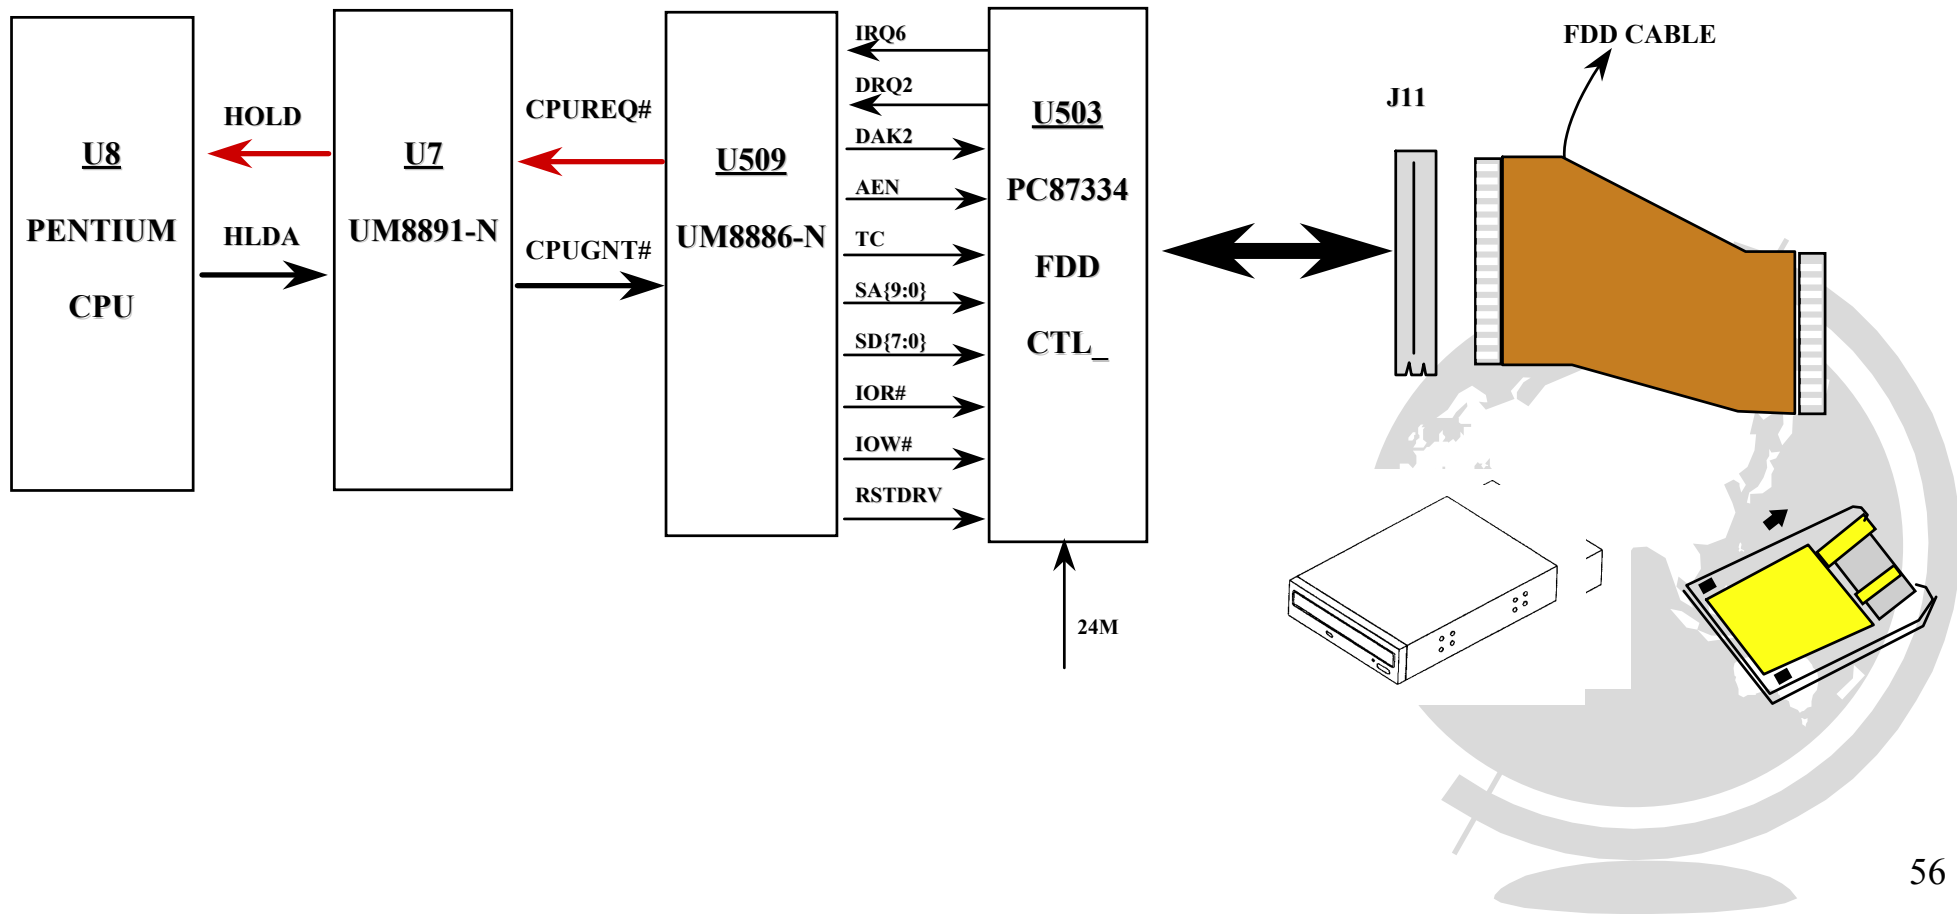 U8
PENTIUM
CPU
HOLD
HLDA
U7
UM8891-N
CPUREQ#
CPUGNT#
U509
UM8886-N
IRQ6
DRQ2
DAK2
AEN
TC
SA{9:0}
SD{7:0}
IOR#
IOW#
RSTDRV
U503
PC87334
FDD
CTL_
24M
J11
FDD CABLE
56